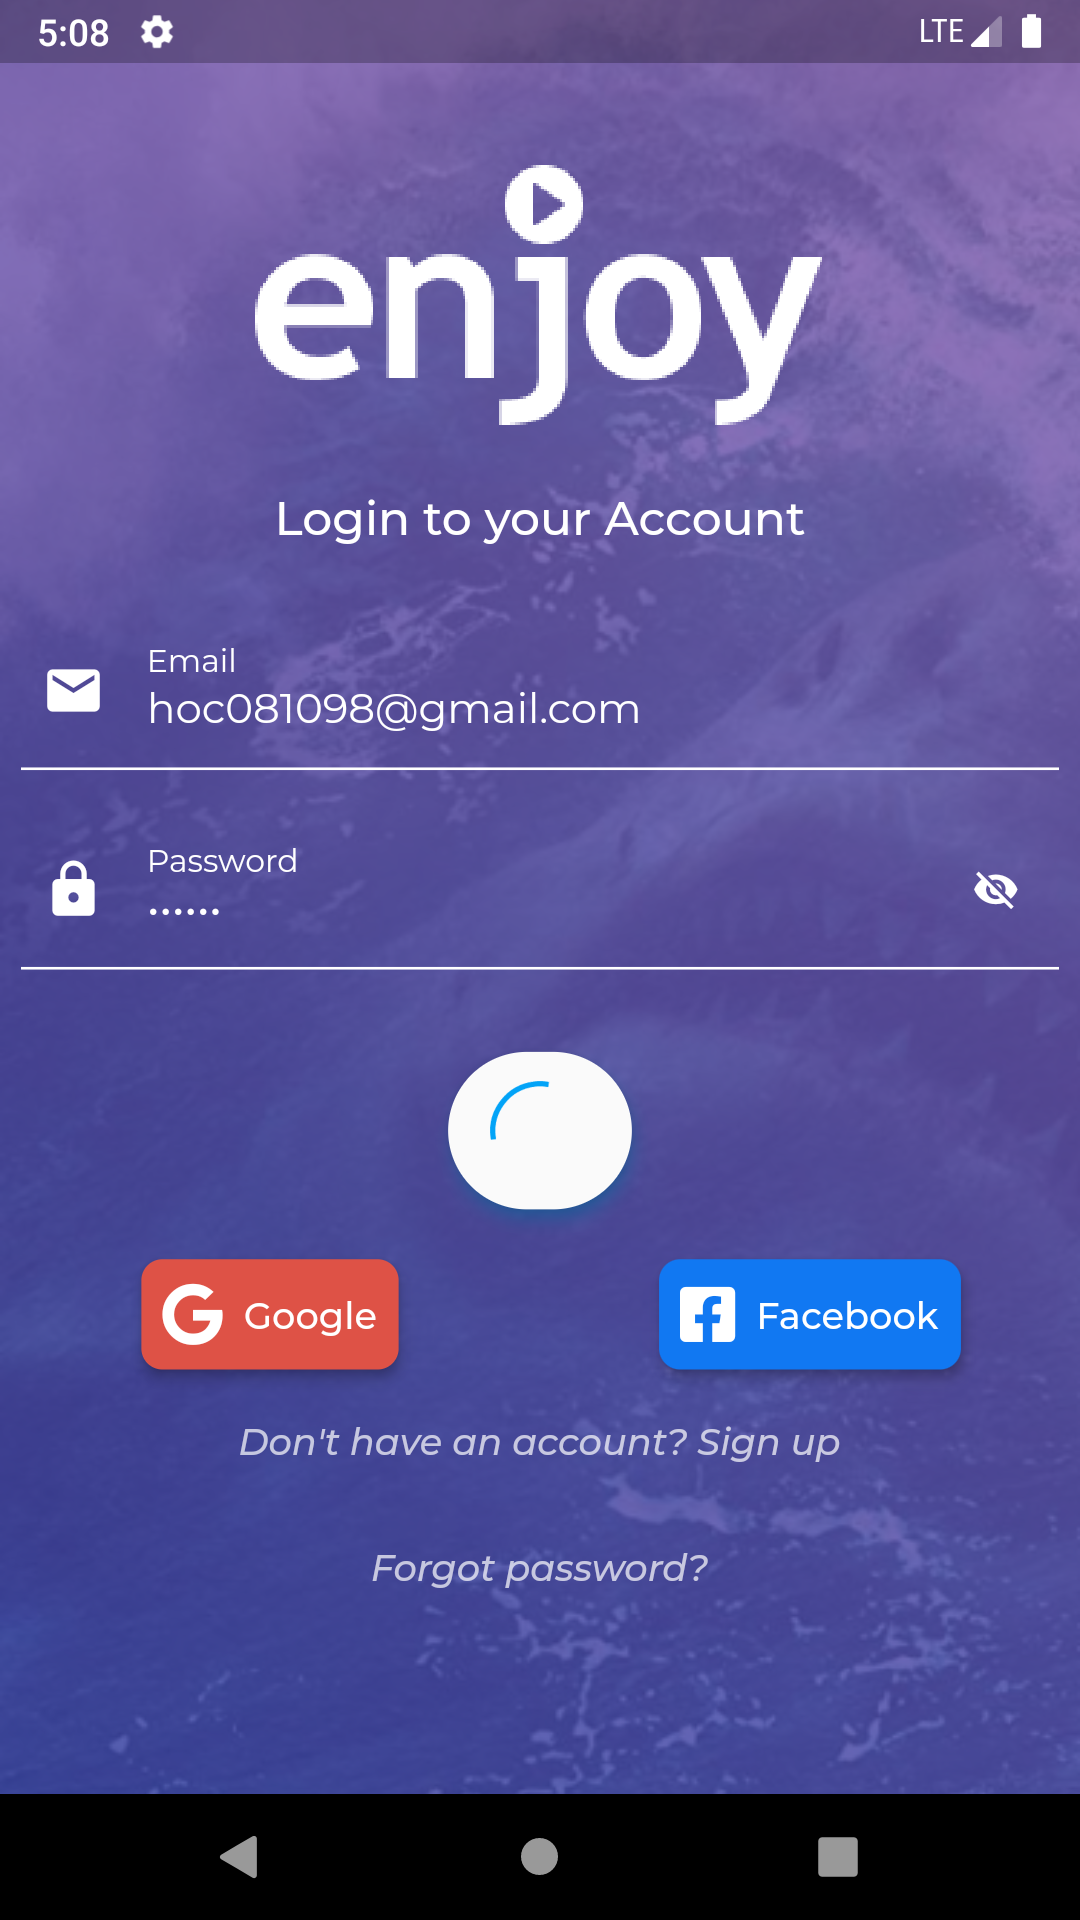 5:08 LTE
enjoy
Login to your Account
Email
hoc081098@gmail.com
Password
••••••
Google Facebook
Don't have an account? Sign up
Forgot password?